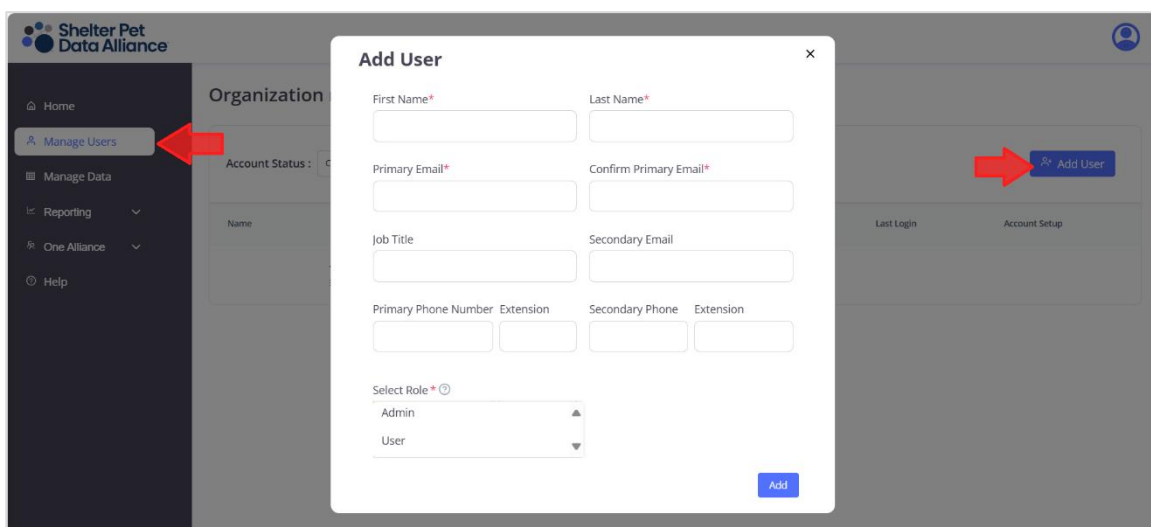 Shelter Pet
Data Alliance
Add User
Organization
First Name*
Last Name*
Home
Manage Users
Account Status :
Add User
Primary Email*
Confirm Primary Email*
Manage Data
Reporting
Name
Last Login
Account Setup
Job Title
Secondary Email
One Alliance
Help
Primary Phone Number Extension
Secondary Phone Extension
Select Role *
Admin
User
Add